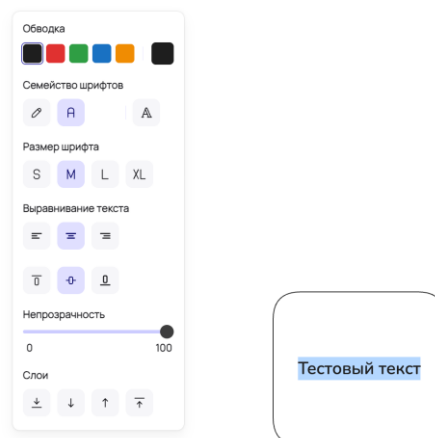 Обводка
Семейство шрифтов
A A
Размер шрифта
S M L XL
Выравнивание текста
Непрозрачность
0 100
Слои
Тестовый текст